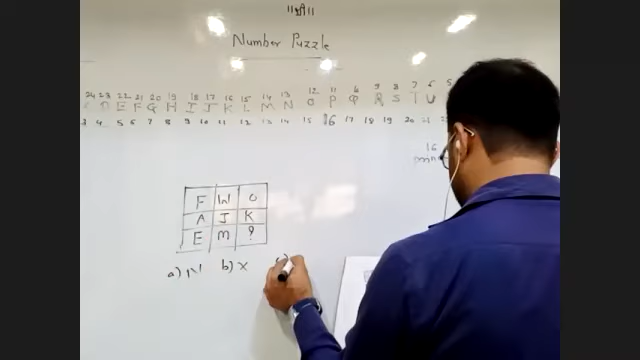 ॥श्री॥
Number Puzzle
24 23 22 21 20 19 18 17 16 15 14 13 12 11 10 9 8 7 6 5
D E F G H I J K L M N O P Q R S T U
4 5 6 7 8 9 10 11 12 13 14 15 16 17 18 19 20 21
16
F W O
A J K
E M ?
a) N b) X c)